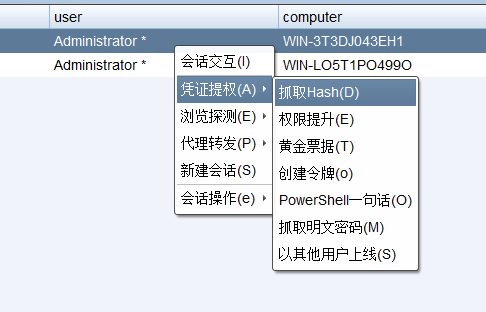 user computer
Administrator * WIN-3T3DJ043EH1
Administrator * WIN-LO5T1PO499O
会话交互(I)
凭证提权(A)
浏览探测(E)
代理转发(P)
新建会话(S)
会话操作(e)
抓取Hash(D)
权限提升(E)
黄金票据(T)
创建令牌(o)
PowerShell一句话(O)
抓取明文密码(M)
以其他用户上线(S)